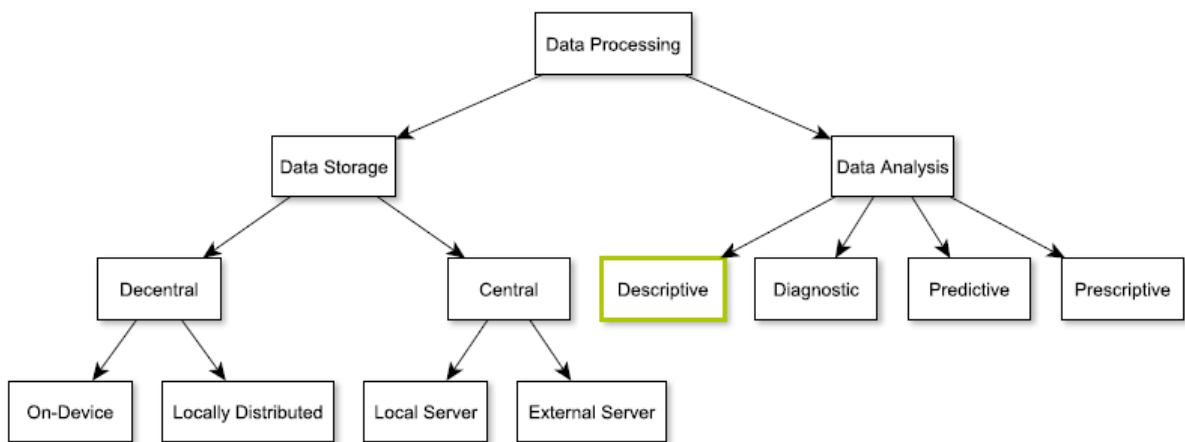 Data Processing
Data Storage
Data Analysis
Decentral
Central
Descriptive
Diagnostic
Predictive
Prescriptive
On-Device
Locally Distributed
Local Server
External Server